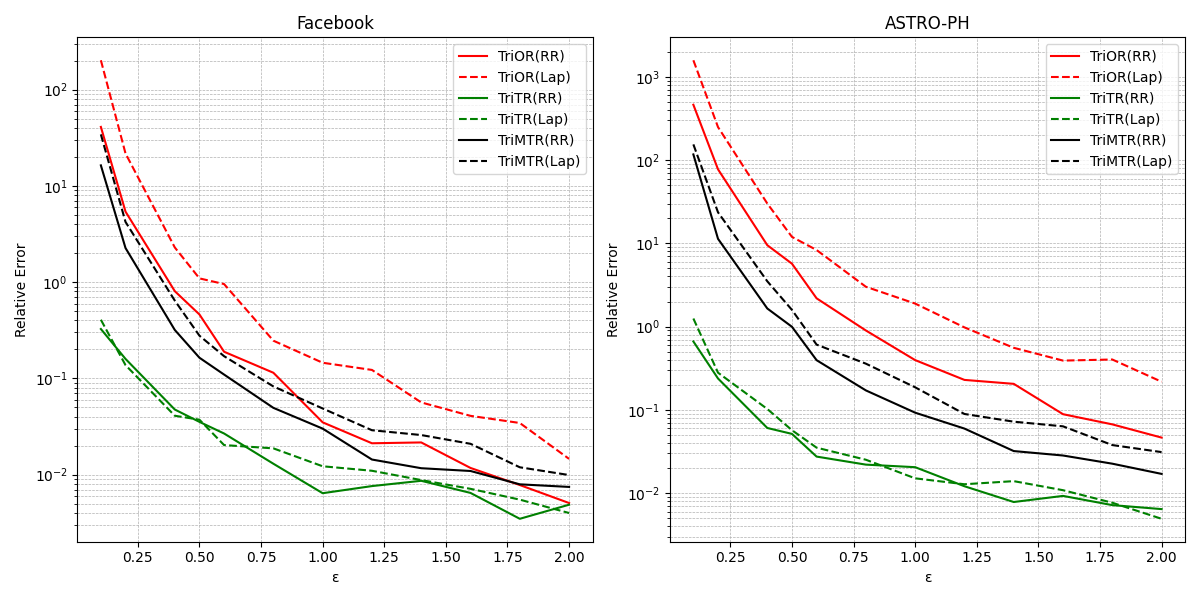 Facebook
TriOR(RR)
TriOR(Lap)
TriTR(RR)
TriTR(Lap)
TriMTR(RR)
TriMTR(Lap)
10²
10¹
10⁰
10⁻¹
10⁻²
Relative Error
0.25 0.50 0.75 1.00 1.25 1.50 1.75 2.00
ε
ASTRO-PH
TriOR(RR)
TriOR(Lap)
TriTR(RR)
TriTR(Lap)
TriMTR(RR)
TriMTR(Lap)
10³
10²
10¹
10⁰
10⁻¹
10⁻²
Relative Error
0.25 0.50 0.75 1.00 1.25 1.50 1.75 2.00
ε